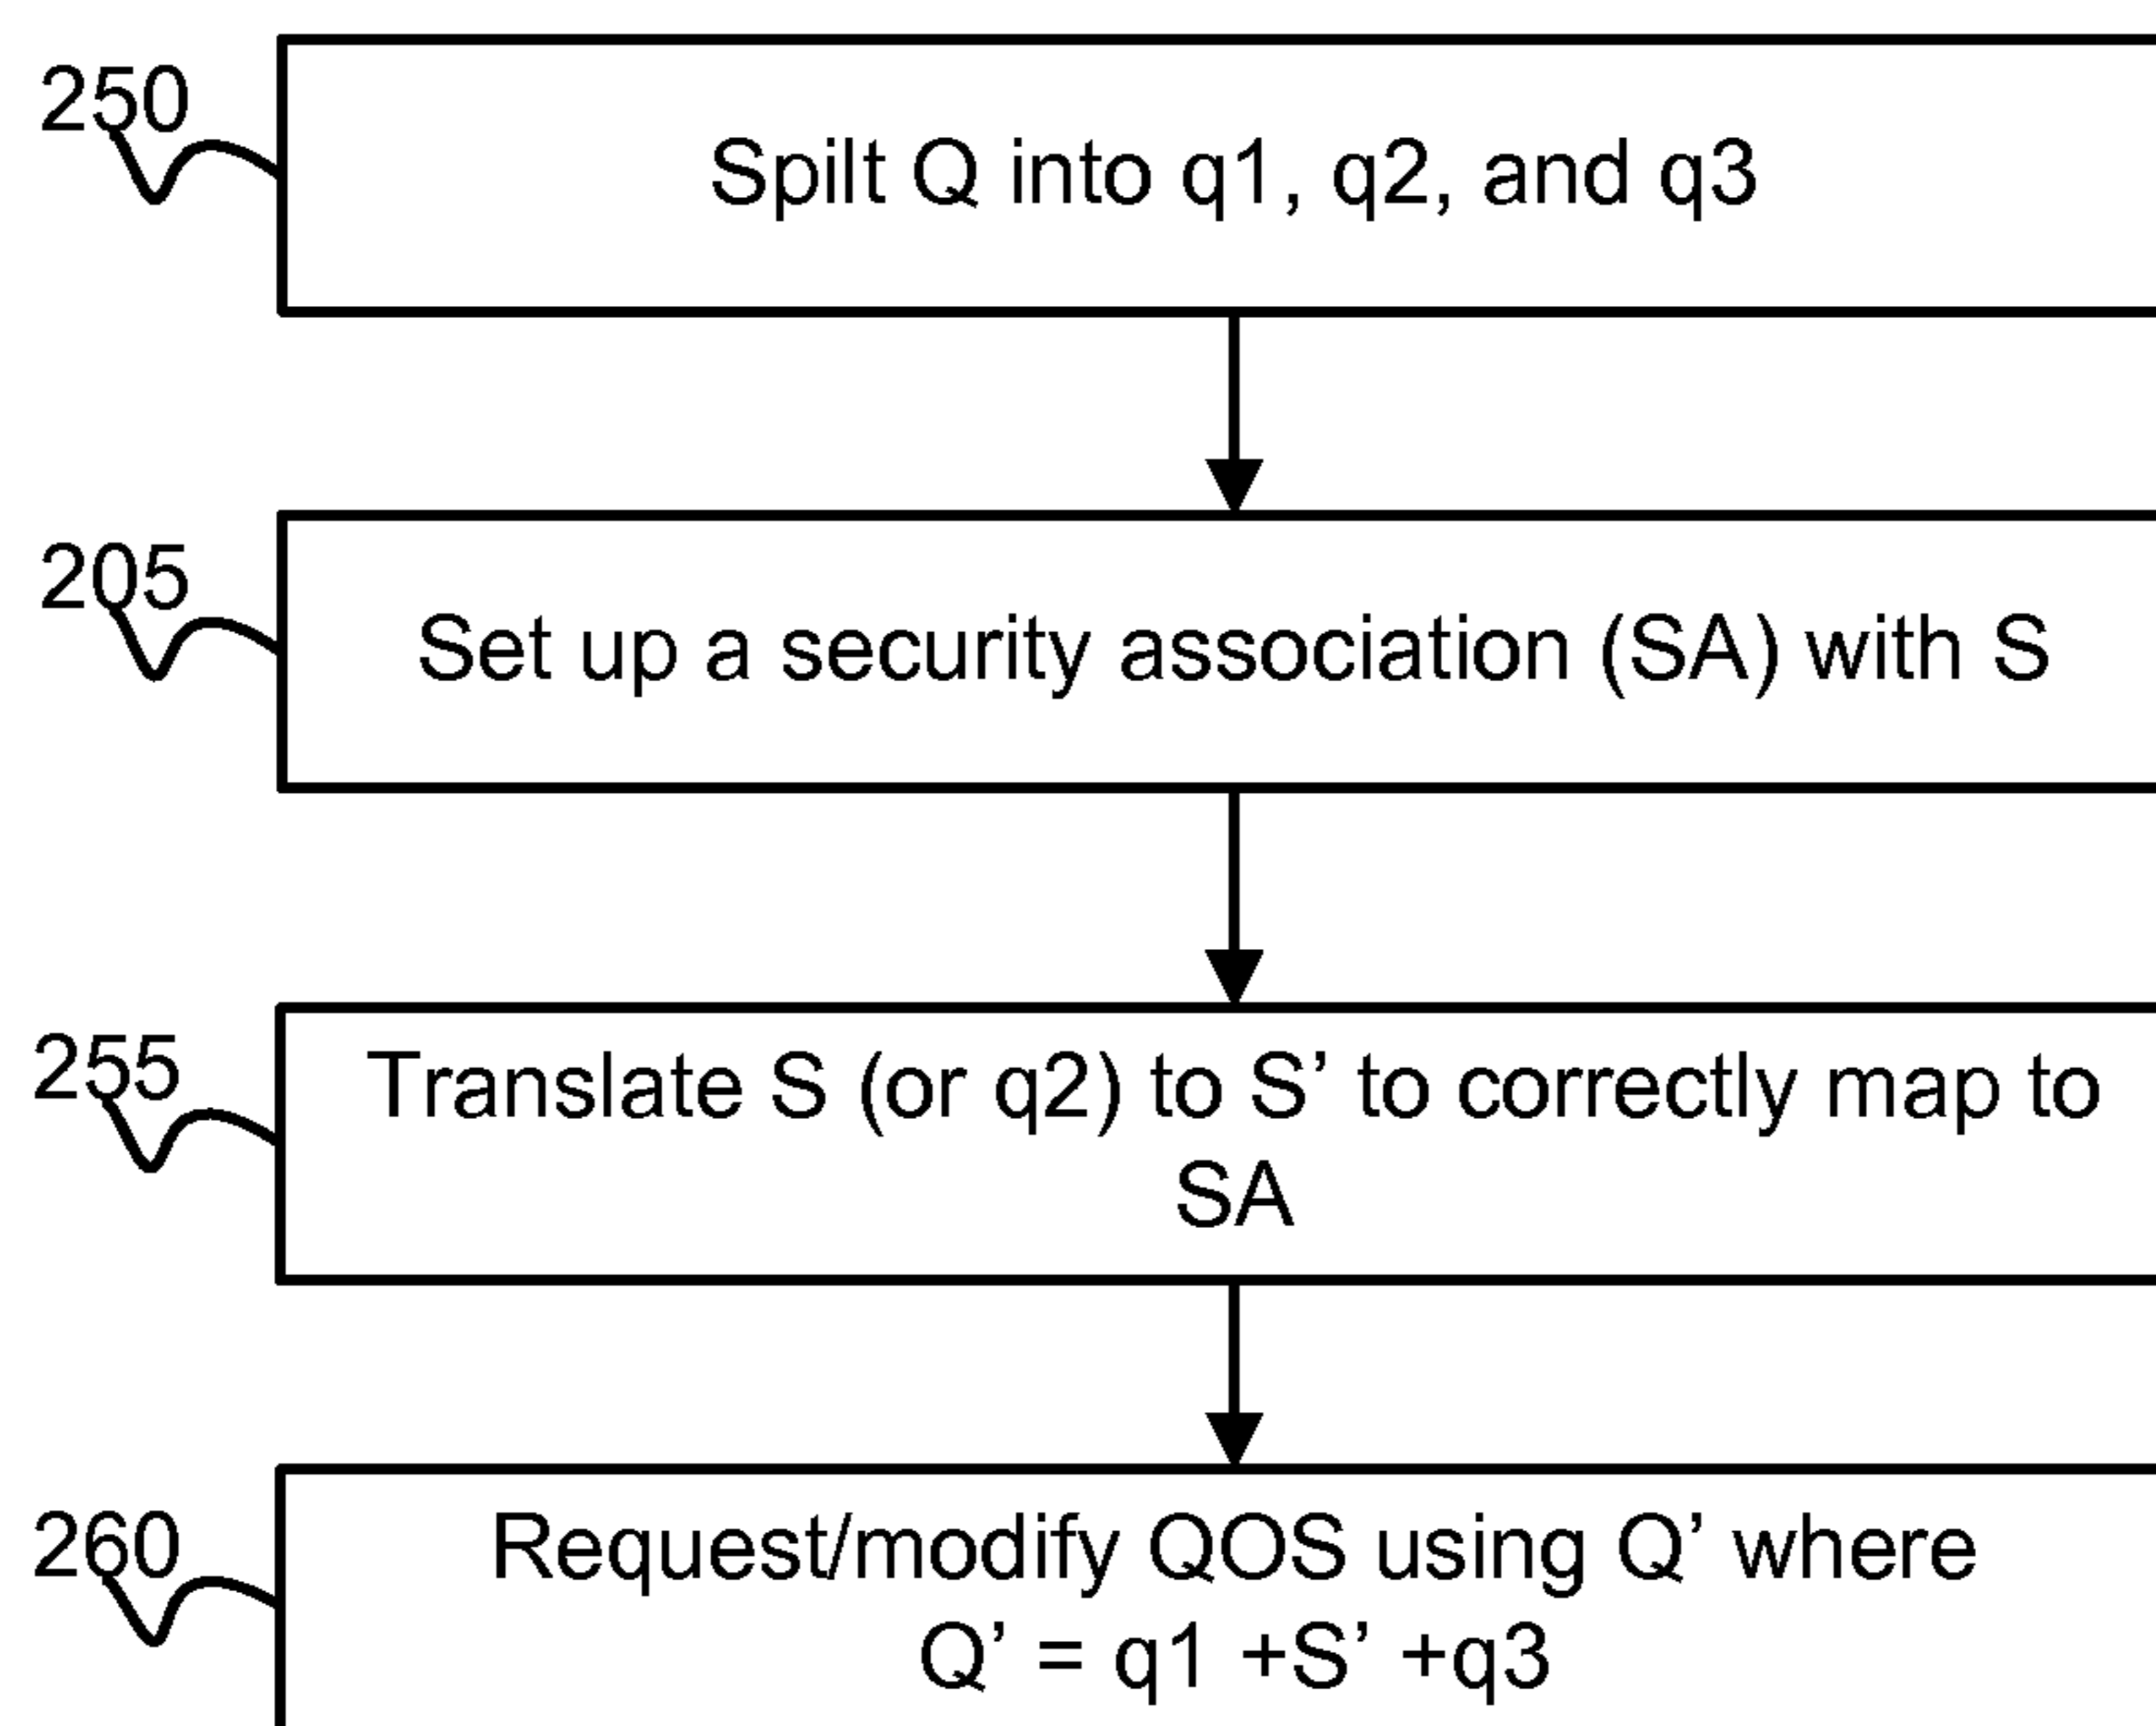 250
Spilt Q into q1, q2, and q3
205
Set up a security association (SA) with S
255
Translate S (or q2) to S’ to correctly map to
SA
260
Request/modify QOS using Q’ where
Q’ = q1 +S’ +q3